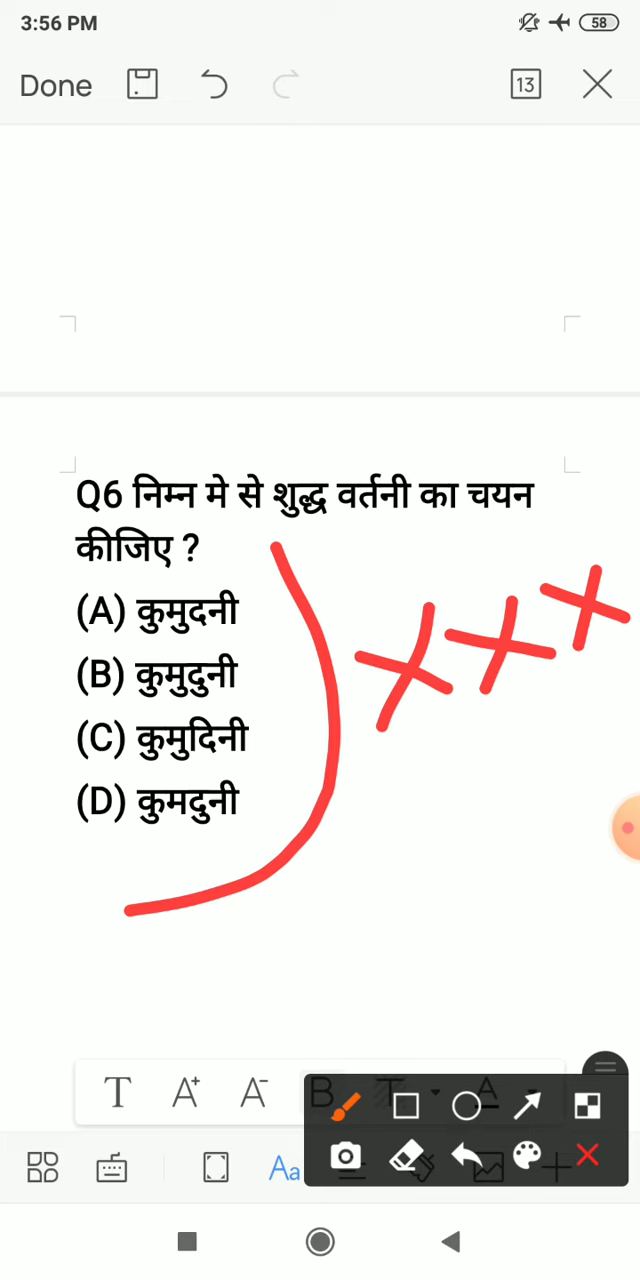 3:56 PM
58
Done
13
Q6 निम्न मे से शुद्ध वर्तनी का चयन
कीजिए ?
(A) कुमुदनी
(B) कुमुदुनी
(C) कुमुदिनी
(D) कुमदुनी
T A+ A- B T A
Aa